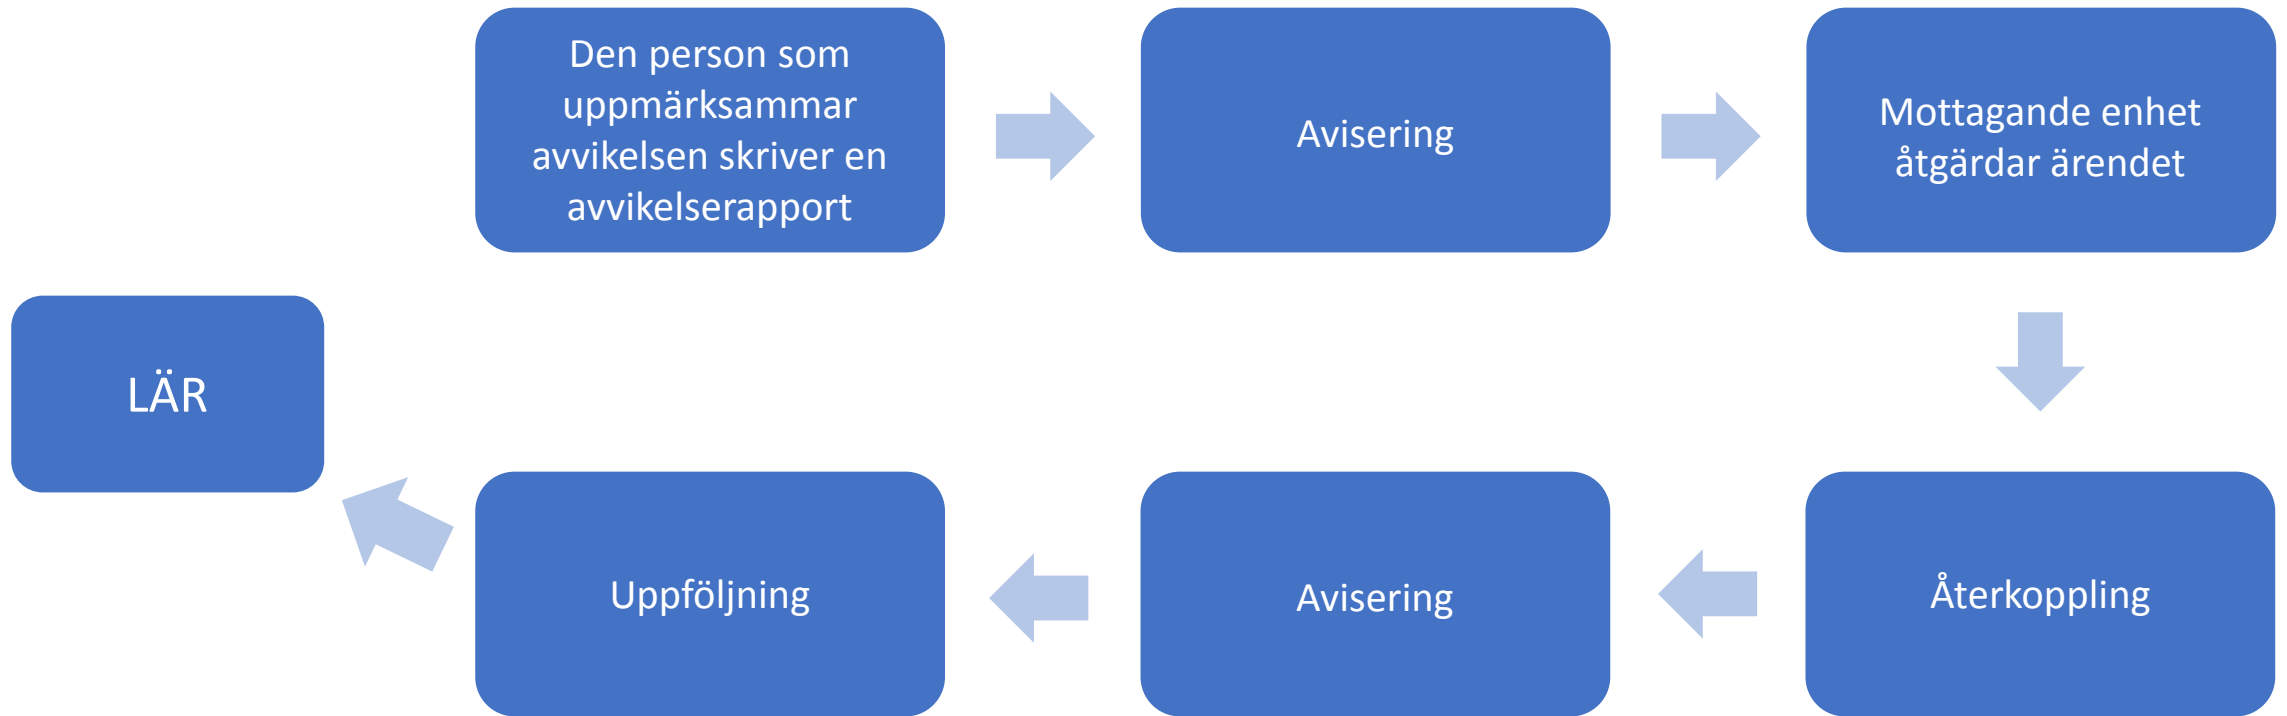 Den person som
uppmärksammar
avvikelsen skriver en
avvikelserapport
Avisering
Mottagande enhet
åtgärdar ärendet
Återkoppling
Avisering
Uppföljning
LÄR